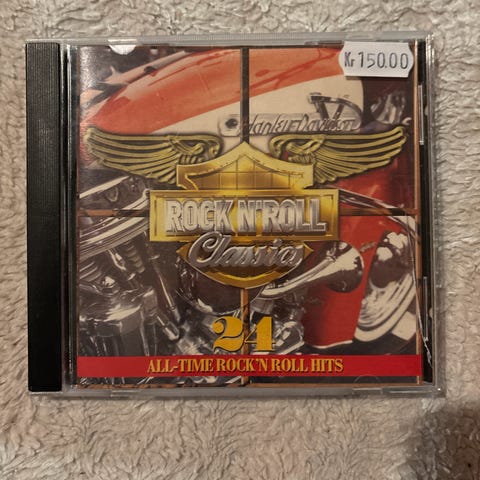 Kr 150.00
Harley-Davidson
ROCK N'ROLL
Classics
24
ALL-TIME ROCK'N ROLL HITS